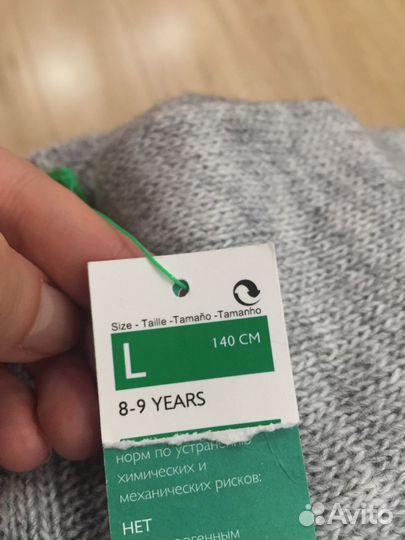 Size - Taille -Tamaño -Tamanho
L
140 CM
8-9 YEARS
норм по устранению
химических и
механических рисков:
НЕТ
Avito